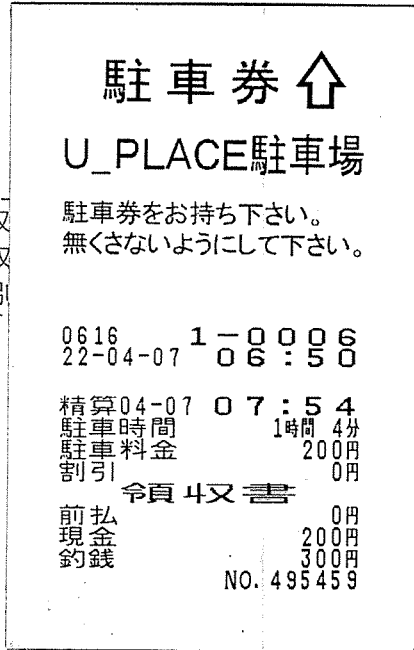 駐車券⇧
U_PLACE駐車場
駐車券をお持ち下さい。
無くさないようにして下さい。
0616 1-0006
22-04-07 06:50
精算04-07 07:54
駐車時間 1時間 4分
駐車料金 200円
割引 0円
領収書
前払 0円
現金 200円
釣銭 300円
NO.495459